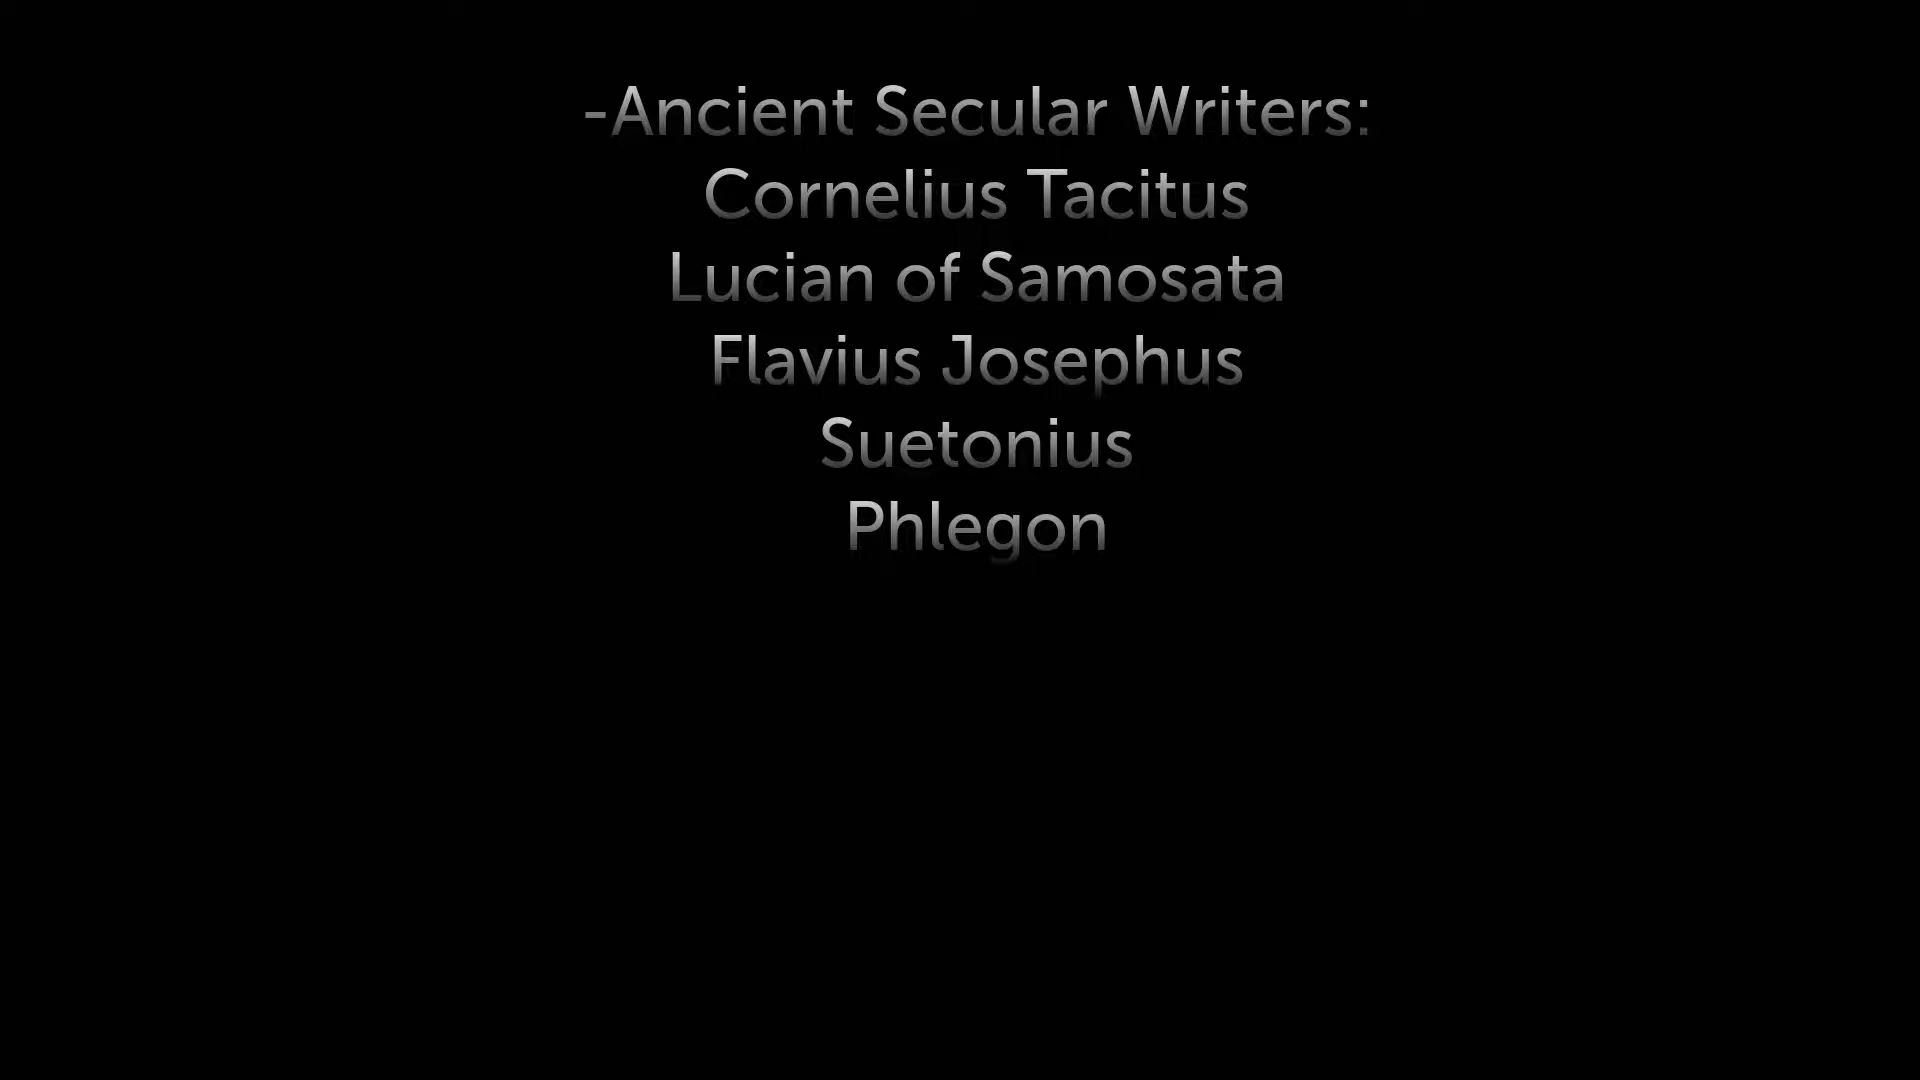 -Ancient Secular Writers:
Cornelius Tacitus
Lucian of Samosata
Flavius Josephus
Suetonius
Phlegon